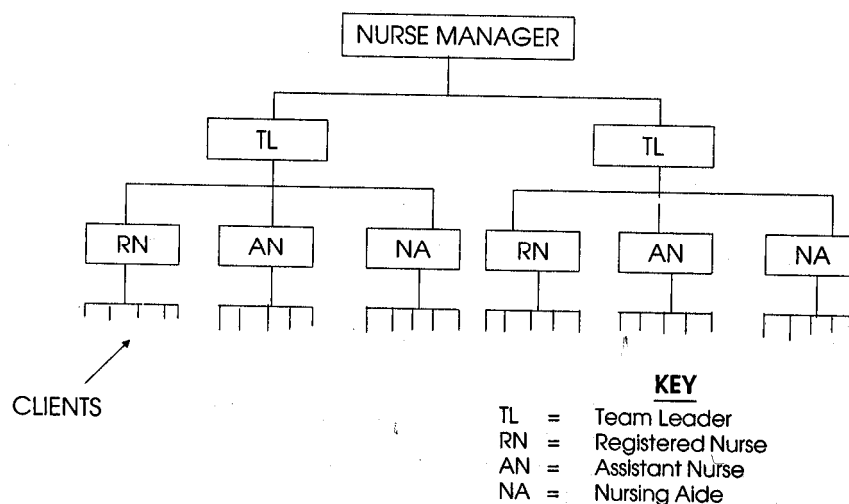 NURSE MANAGER
TL TL
RN AN NA RN AN NA
CLIENTS
KEY
TL = Team Leader
RN = Registered Nurse
AN = Assistant Nurse
NA = Nursing Aide